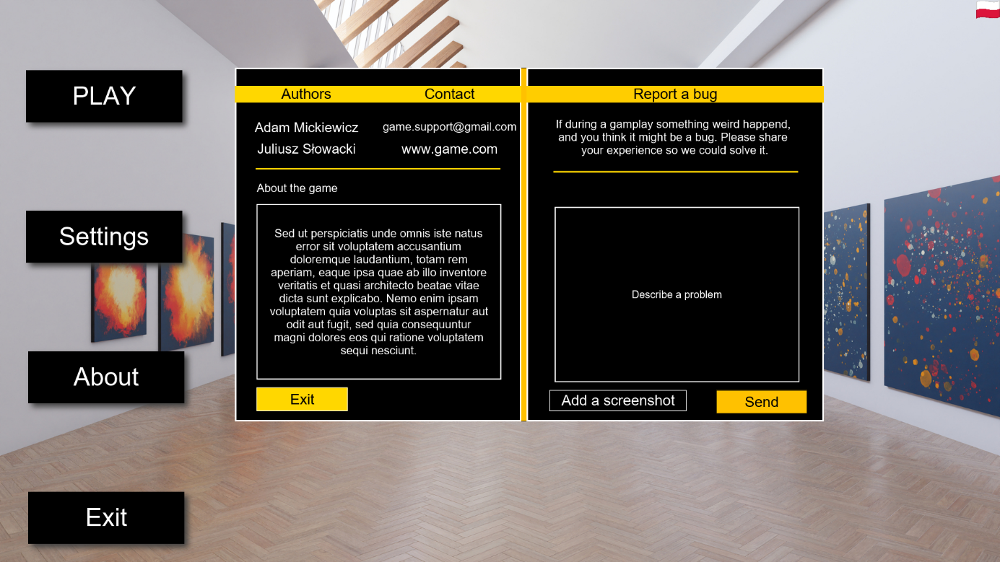 PLAY
Settings
About
Exit
Authors
Contact
Adam Mickiewicz
game.support@gmail.com
Juliusz Słowacki
www.game.com
About the game
Sed ut perspiciatis unde omnis iste natus
error sit voluptatem accusantium
doloremque laudantium, totam rem
aperiam, eaque ipsa quae ab illo inventore
veritatis et quasi architecto beatae vitae
dicta sunt explicabo. Nemo enim ipsam
voluptatem quia voluptas sit aspernatur aut
odit aut fugit, sed quia consequuntur
magni dolores eos qui ratione voluptatem
sequi nesciunt.
Exit
Report a bug
If during a gamplay something weird happend,
and you think it might be a bug. Please share
your experience so we could solve it.
Describe a problem
Add a screenshot
Send